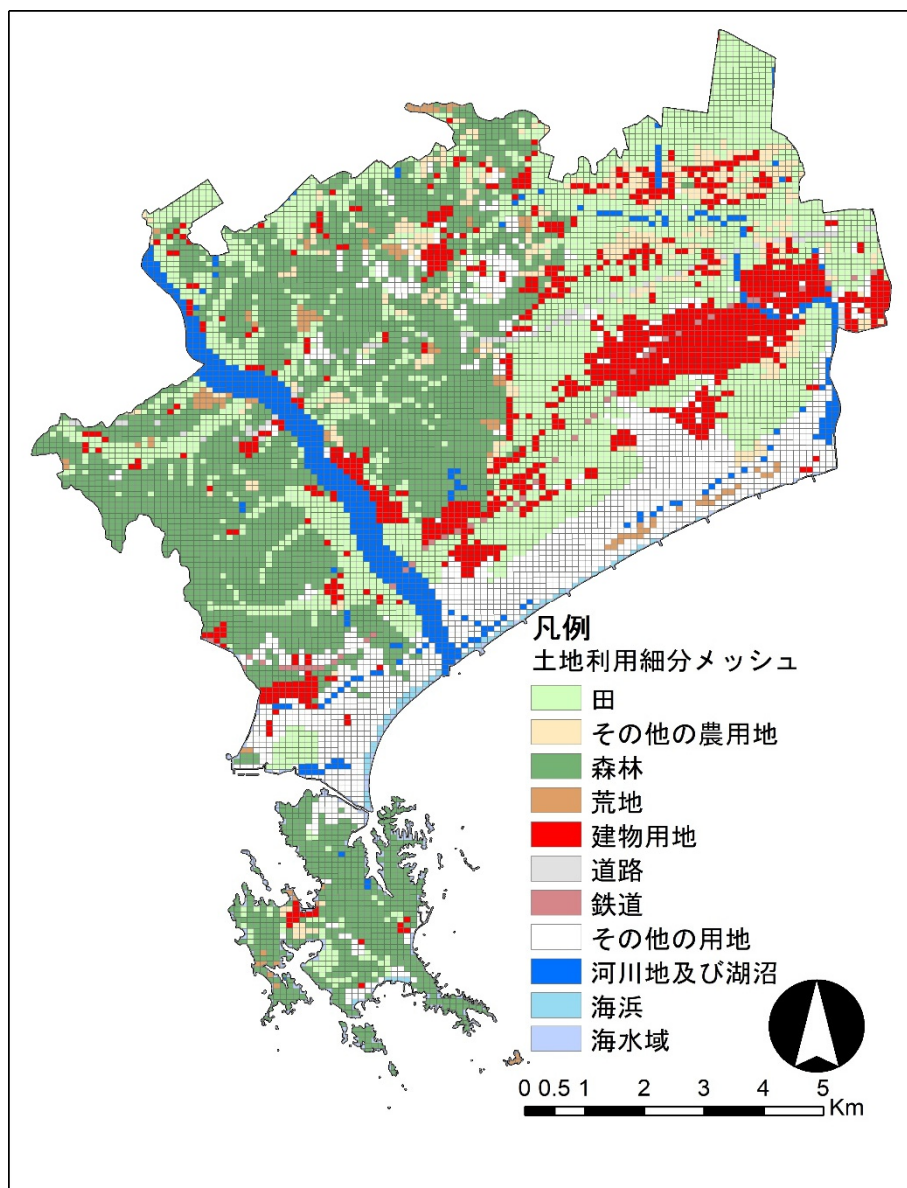 凡例
土地利用細分メッシュ
田
その他の農用地
森林
荒地
建物用地
道路
鉄道
その他の用地
河川地及び湖沼
海浜
海水域
0 0.5 1 2 3 4 5
Km